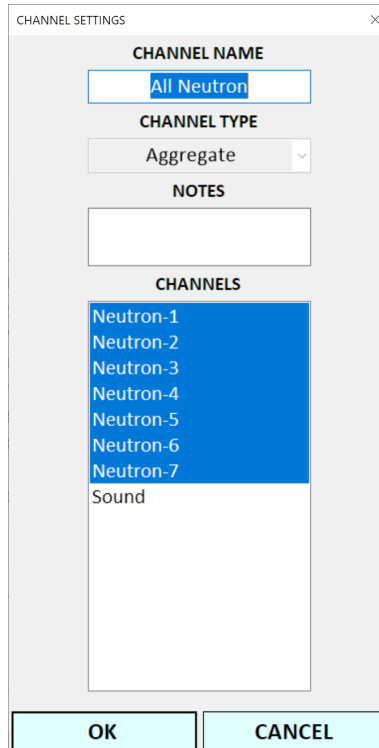 CHANNEL SETTINGS
CHANNEL NAME
All Neutron
CHANNEL TYPE
Aggregate
NOTES
CHANNELS
Neutron-1
Neutron-2
Neutron-3
Neutron-4
Neutron-5
Neutron-6
Neutron-7
Sound
OK CANCEL